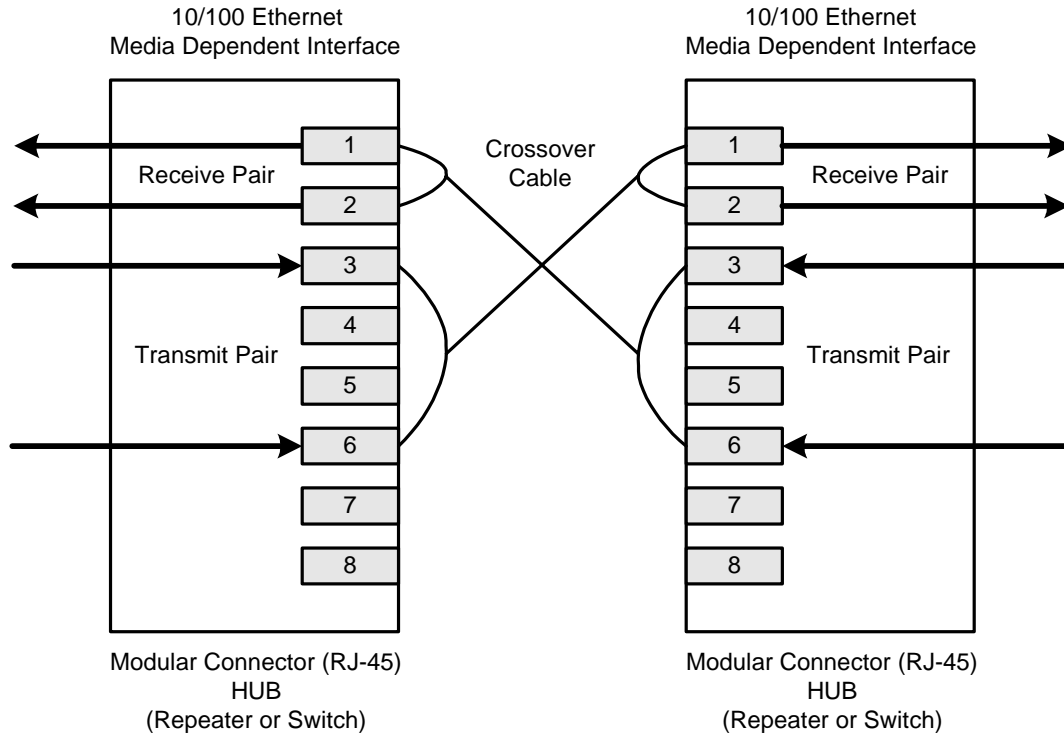 10/100 Ethernet
Media Dependent Interface
10/100 Ethernet
Media Dependent Interface
1
Receive Pair
2
3
4
Transmit Pair
5
6
7
8
Crossover
Cable
1
Receive Pair
2
3
4
Transmit Pair
5
6
7
8
Modular Connector (RJ-45)
HUB
(Repeater or Switch)
Modular Connector (RJ-45)
HUB
(Repeater or Switch)